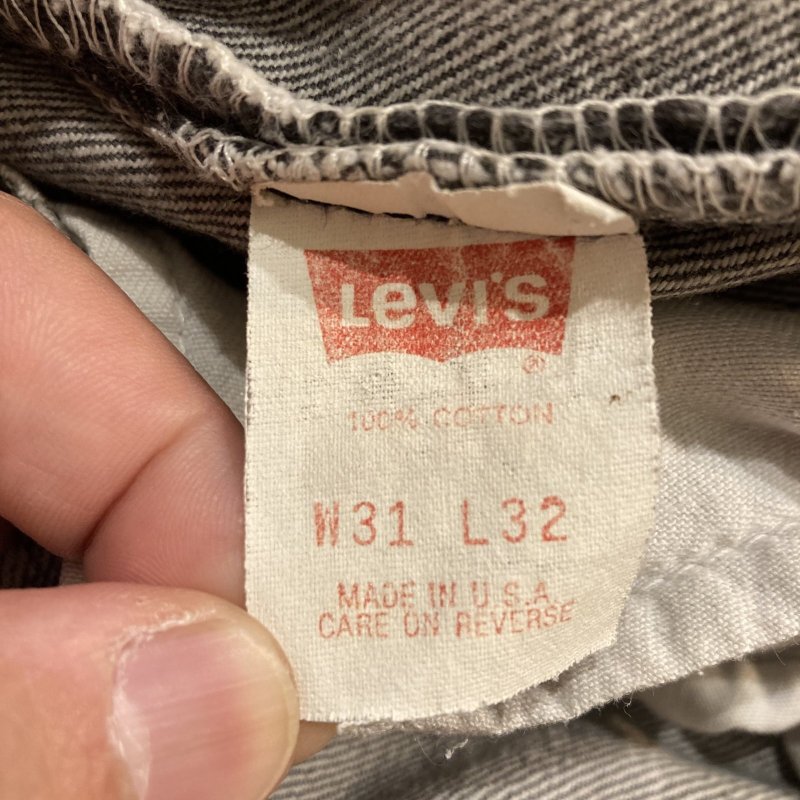 Levi's
®
100% COTTON
W31 L32
MADE IN U.S.A.
CARE ON REVERSE